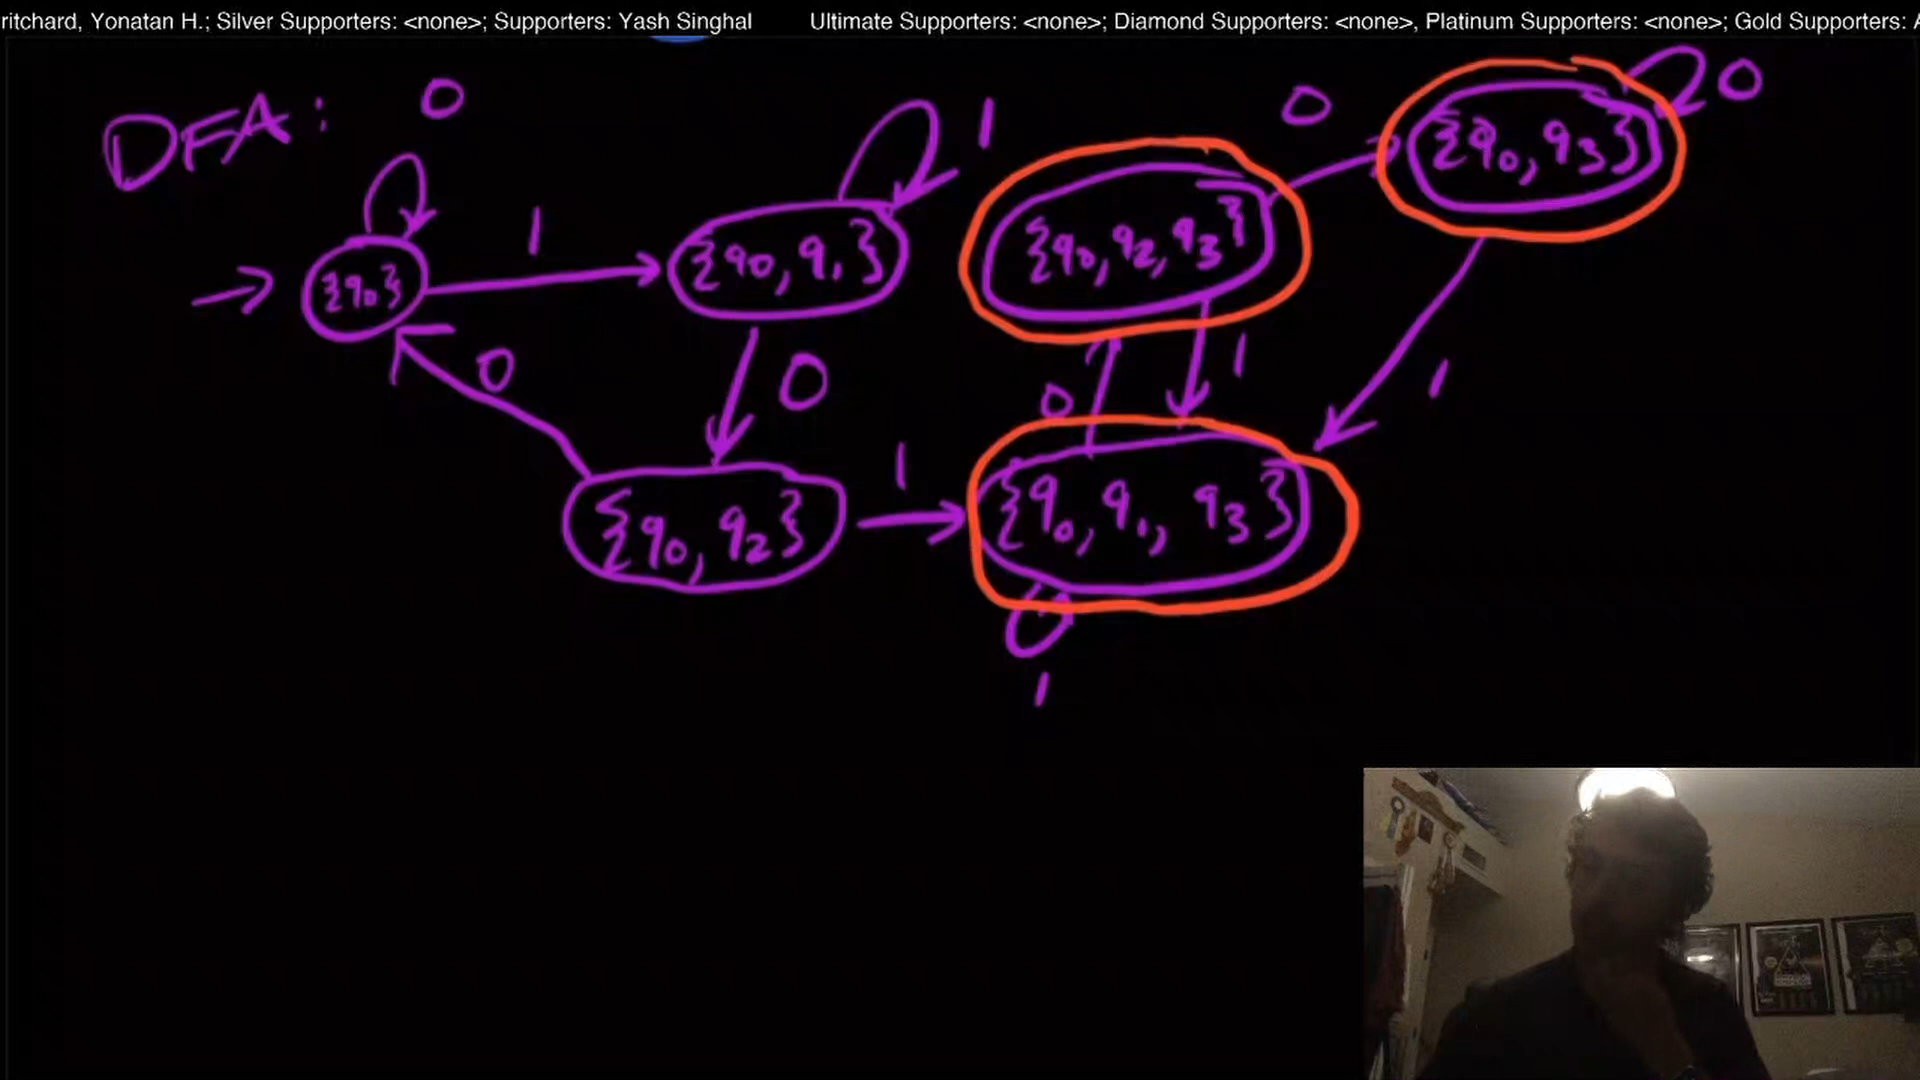 ritchard, Yonatan H.; Silver Supporters: <none>; Supporters: Yash Singhal Ultimate Supporters: <none>; Diamond Supporters: <none>, Platinum Supporters: <none>; Gold Supporters: A
DFA:
0
1
0
0
{q0}
1
{q0, q1}
{q0, q2, q3}
{q0, q3}
0
0
0
1
1
{q0, q2}
1
{q0, q1, q3}
1